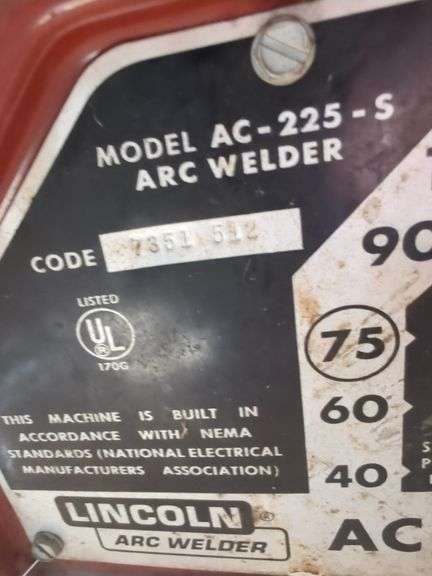 MODEL AC-225-S
ARC WELDER
CODE 7351 512
90
LISTED
UL
®
170G
75
THIS MACHINE IS BUILT IN
ACCORDANCE WITH NEMA
STANDARDS (NATIONAL ELECTRICAL
MANUFACTURERS ASSOCIATION)
60
40
LINCOLN®
ARC WELDER
AC